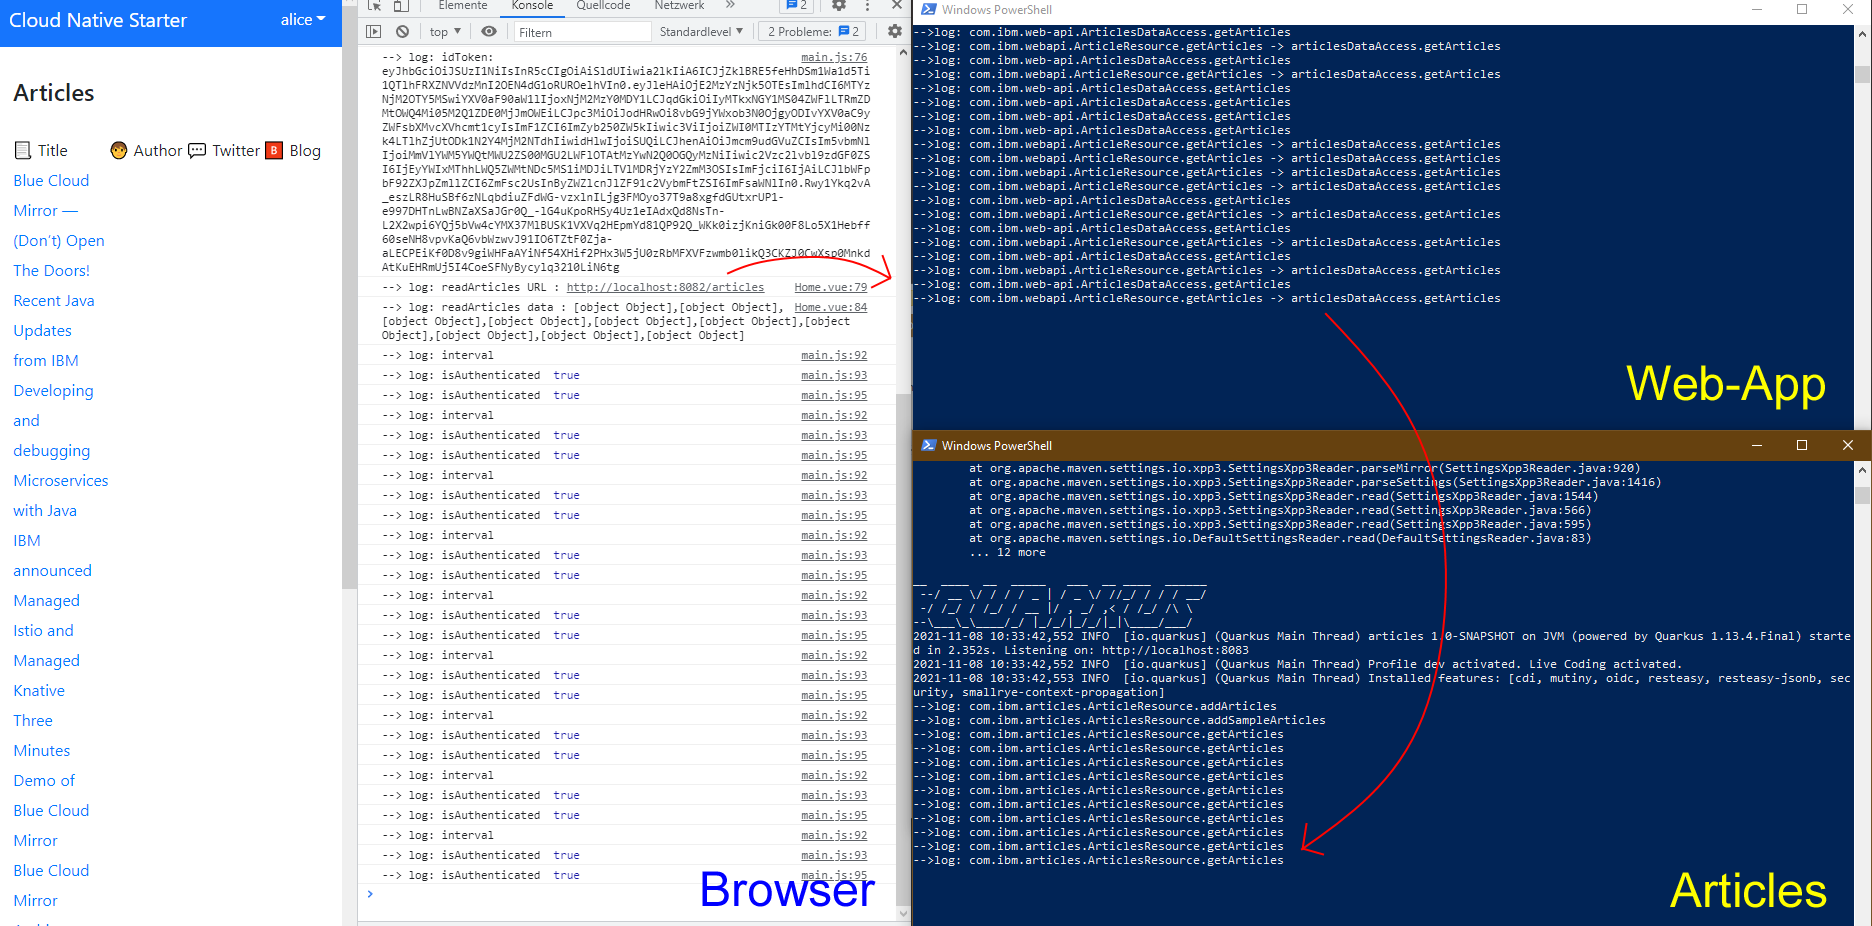 Cloud Native Starter
alice
Articles
Title
Author
Twitter
B
Blog
Blue Cloud
Mirror —
(Don't) Open
The Doors!
Recent Java
Updates
from IBM
Developing
and
debugging
Microservices
with Java
IBM
announced
Managed
Istio and
Managed
Knative
Three
Minutes
Demo of
Blue Cloud
Mirror
Blue Cloud
Mirror
Elemente Konsole Quellcode Netzwerk » 2
top Filtern Standardlevel 2 Probleme: 2
--> log: idToken: main.js:76
--> log: readArticles URL : http://localhost:8082/articles Home.vue:79
--> log: readArticles data : [object Object],[object Object], Home.vue:84
[object Object],[object Object],[object Object],[object Object],[object
Object],[object Object],[object Object],[object Object]
--> log: interval main.js:92
--> log: isAuthenticated true main.js:93
--> log: isAuthenticated true main.js:95
--> log: interval main.js:92
--> log: isAuthenticated true main.js:93
--> log: isAuthenticated true main.js:95
--> log: interval main.js:92
--> log: isAuthenticated true main.js:93
--> log: isAuthenticated true main.js:95
--> log: interval main.js:92
--> log: isAuthenticated true main.js:93
--> log: isAuthenticated true main.js:95
--> log: interval main.js:92
--> log: isAuthenticated true main.js:93
--> log: isAuthenticated true main.js:95
--> log: interval main.js:92
--> log: isAuthenticated true main.js:93
--> log: isAuthenticated true main.js:95
--> log: interval main.js:92
--> log: isAuthenticated true main.js:93
--> log: isAuthenticated true main.js:95
--> log: interval main.js:92
--> log: isAuthenticated true main.js:93
--> log: isAuthenticated true main.js:95
--> log: interval main.js:92
--> log: isAuthenticated true main.js:93
--> log: isAuthenticated true main.js:95
>
Browser
Windows PowerShell
-->log: com.ibm.web-api.ArticlesDataAccess.getArticles
-->log: com.ibm.webapi.ArticleResource.getArticles -> articlesDataAccess.getArticles
-->log: com.ibm.web-api.ArticlesDataAccess.getArticles
-->log: com.ibm.webapi.ArticleResource.getArticles -> articlesDataAccess.getArticles
-->log: com.ibm.web-api.ArticlesDataAccess.getArticles
-->log: com.ibm.web-api.ArticlesDataAccess.getArticles
-->log: com.ibm.web-api.ArticlesDataAccess.getArticles
-->log: com.ibm.web-api.ArticlesDataAccess.getArticles
-->log: com.ibm.webapi.ArticleResource.getArticles -> articlesDataAccess.getArticles
-->log: com.ibm.webapi.ArticleResource.getArticles -> articlesDataAccess.getArticles
-->log: com.ibm.webapi.ArticleResource.getArticles -> articlesDataAccess.getArticles
-->log: com.ibm.webapi.ArticleResource.getArticles -> articlesDataAccess.getArticles
-->log: com.ibm.web-api.ArticlesDataAccess.getArticles
-->log: com.ibm.webapi.ArticleResource.getArticles -> articlesDataAccess.getArticles
-->log: com.ibm.web-api.ArticlesDataAccess.getArticles
-->log: com.ibm.webapi.ArticleResource.getArticles -> articlesDataAccess.getArticles
-->log: com.ibm.web-api.ArticlesDataAccess.getArticles
-->log: com.ibm.webapi.ArticleResource.getArticles -> articlesDataAccess.getArticles
-->log: com.ibm.web-api.ArticlesDataAccess.getArticles
-->log: com.ibm.webapi.ArticleResource.getArticles -> articlesDataAccess.getArticles
Web-App
Windows PowerShell
at org.apache.maven.settings.io.xpp3.SettingsXpp3Reader.parseMirror(SettingsXpp3Reader.java:920)
at org.apache.maven.settings.io.xpp3.SettingsXpp3Reader.parseSettings(SettingsXpp3Reader.java:1416)
at org.apache.maven.settings.io.xpp3.SettingsXpp3Reader.read(SettingsXpp3Reader.java:1544)
at org.apache.maven.settings.io.xpp3.SettingsXpp3Reader.read(SettingsXpp3Reader.java:566)
at org.apache.maven.settings.io.xpp3.SettingsXpp3Reader.read(SettingsXpp3Reader.java:595)
at org.apache.maven.settings.io.DefaultSettingsReader.read(DefaultSettingsReader.java:83)
... 12 more
2021-11-08 10:33:42,552 INFO [io.quarkus] (Quarkus Main Thread) articles 1.0-SNAPSHOT on JVM (powered by Quarkus 1.13.4.Final) starte
d in 2.352s. Listening on: http://localhost:8083
2021-11-08 10:33:42,552 INFO [io.quarkus] (Quarkus Main Thread) Profile dev activated. Live Coding activated.
2021-11-08 10:33:42,553 INFO [io.quarkus] (Quarkus Main Thread) Installed features: [cdi, mutiny, oidc, resteasy, resteasy-jsonb, sec
urity, smallrye-context-propagation]
-->log: com.ibm.articles.ArticleResource.addArticles
-->log: com.ibm.articles.ArticlesResource.addSampleArticles
-->log: com.ibm.articles.ArticlesResource.getArticles
-->log: com.ibm.articles.ArticlesResource.getArticles
-->log: com.ibm.articles.ArticlesResource.getArticles
-->log: com.ibm.articles.ArticlesResource.getArticles
-->log: com.ibm.articles.ArticlesResource.getArticles
-->log: com.ibm.articles.ArticlesResource.getArticles
-->log: com.ibm.articles.ArticlesResource.getArticles
-->log: com.ibm.articles.ArticlesResource.getArticles
-->log: com.ibm.articles.ArticlesResource.getArticles
-->log: com.ibm.articles.ArticlesResource.getArticles
Articles